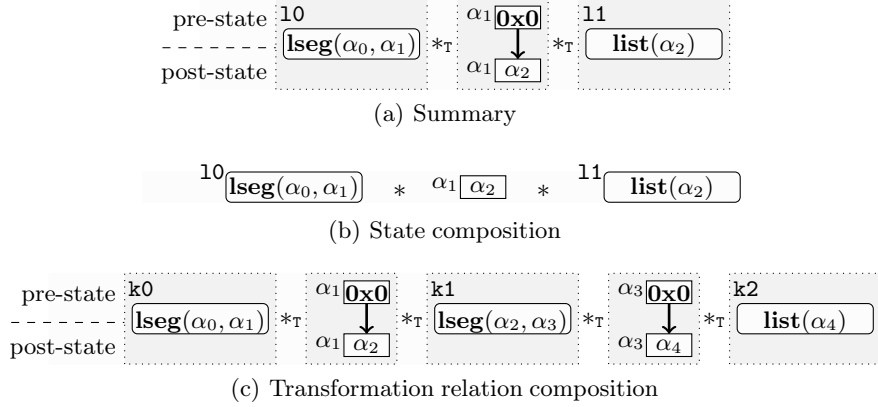 pre-state l0 α₁ 0x0 l1
lseg(α₀, α₁) *T *T list(α₂)
post-state α₁ α₂
(a) Summary
l0 lseg(α₀, α₁) * α₁ α₂ * l1 list(α₂)
(b) State composition
pre-state k0 α₁ 0x0 k1 α₃ 0x0 k2
lseg(α₀, α₁) *T *T lseg(α₂, α₃) *T *T list(α₄)
post-state α₁ α₂ α₃ α₄
(c) Transformation relation composition